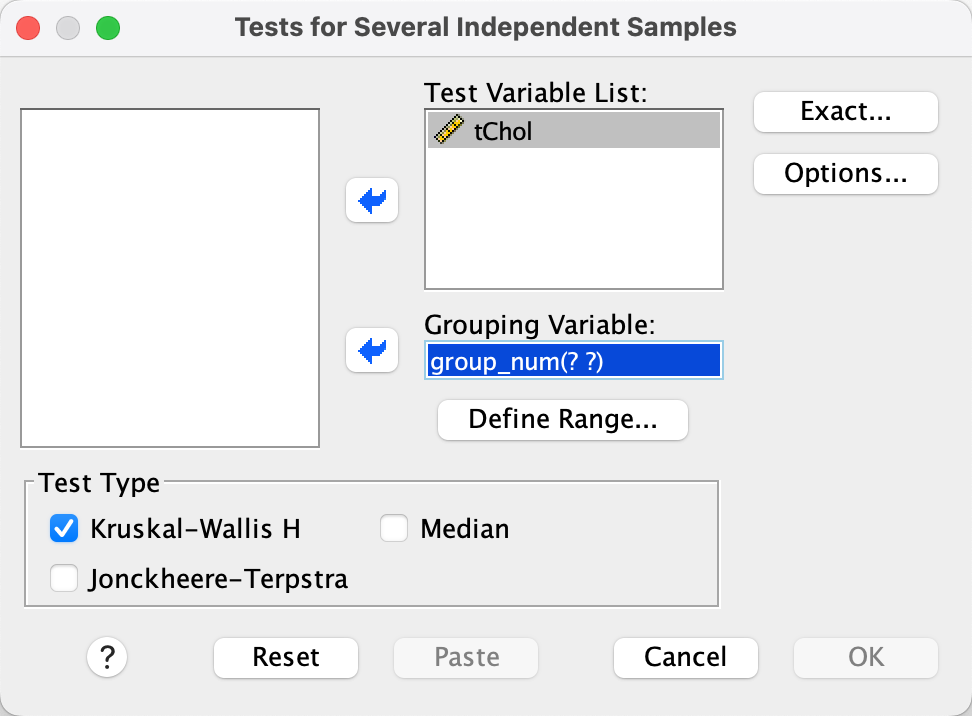 Tests for Several Independent Samples
Test Variable List:
tChol
Exact...
Options...
Grouping Variable:
group_num(? ?)
Define Range...
Test Type
Kruskal-Wallis H
Median
Jonckheere-Terpstra
?
Reset
Paste
Cancel
OK